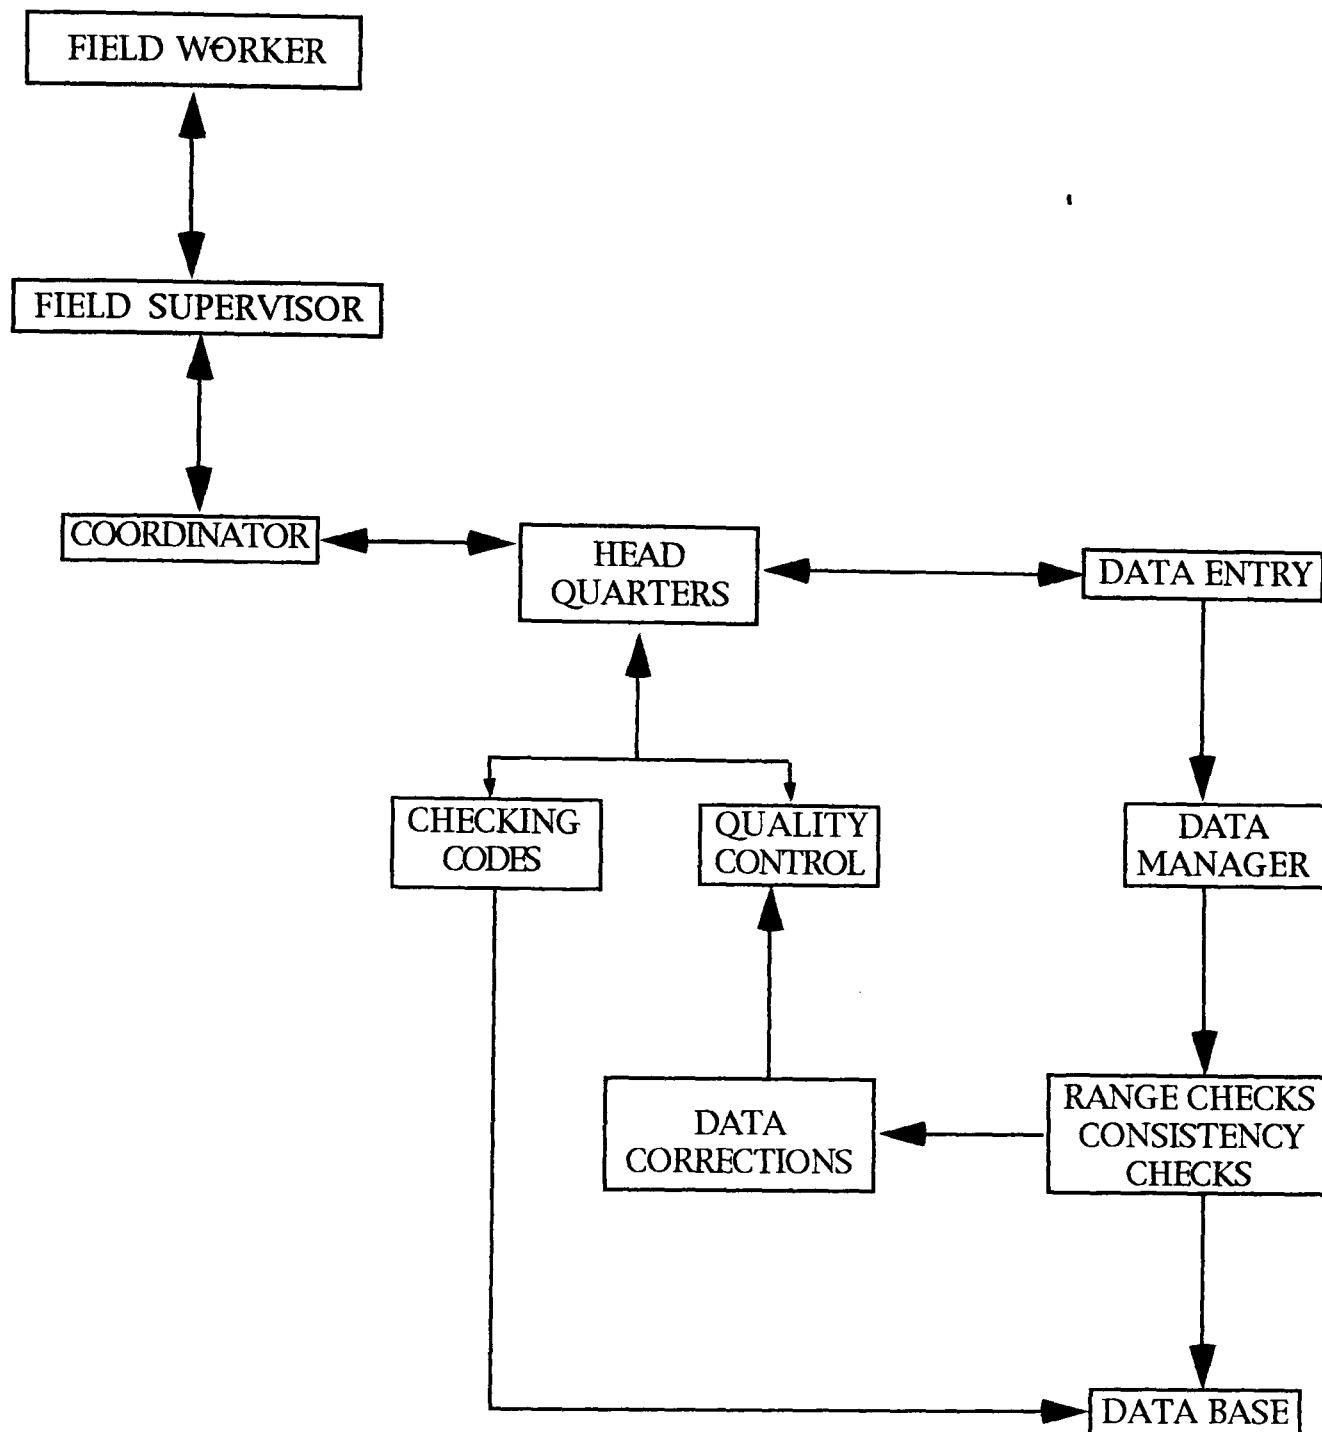 FIELD WORKER
FIELD SUPERVISOR
COORDINATOR
HEAD
QUARTERS
DATA ENTRY
CHECKING
CODES
QUALITY
CONTROL
DATA
MANAGER
DATA
CORRECTIONS
RANGE CHECKS
CONSISTENCY
CHECKS
DATA BASE